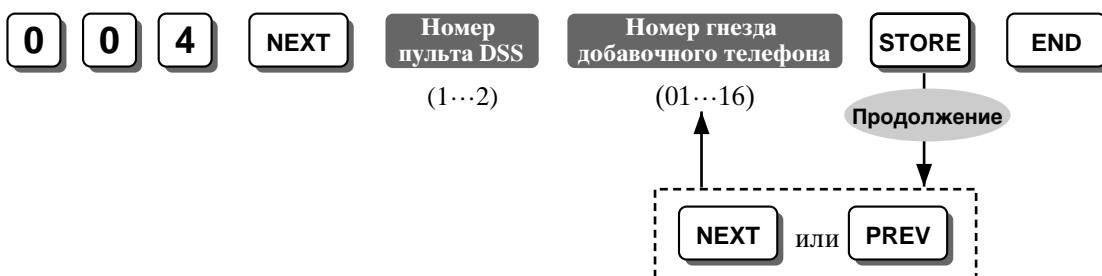 0 0 4 NEXT Номер пульта DSS Номер гнезда добавочного телефона STORE END
(1···2) (01···16)
Продолжение
NEXT или PREV